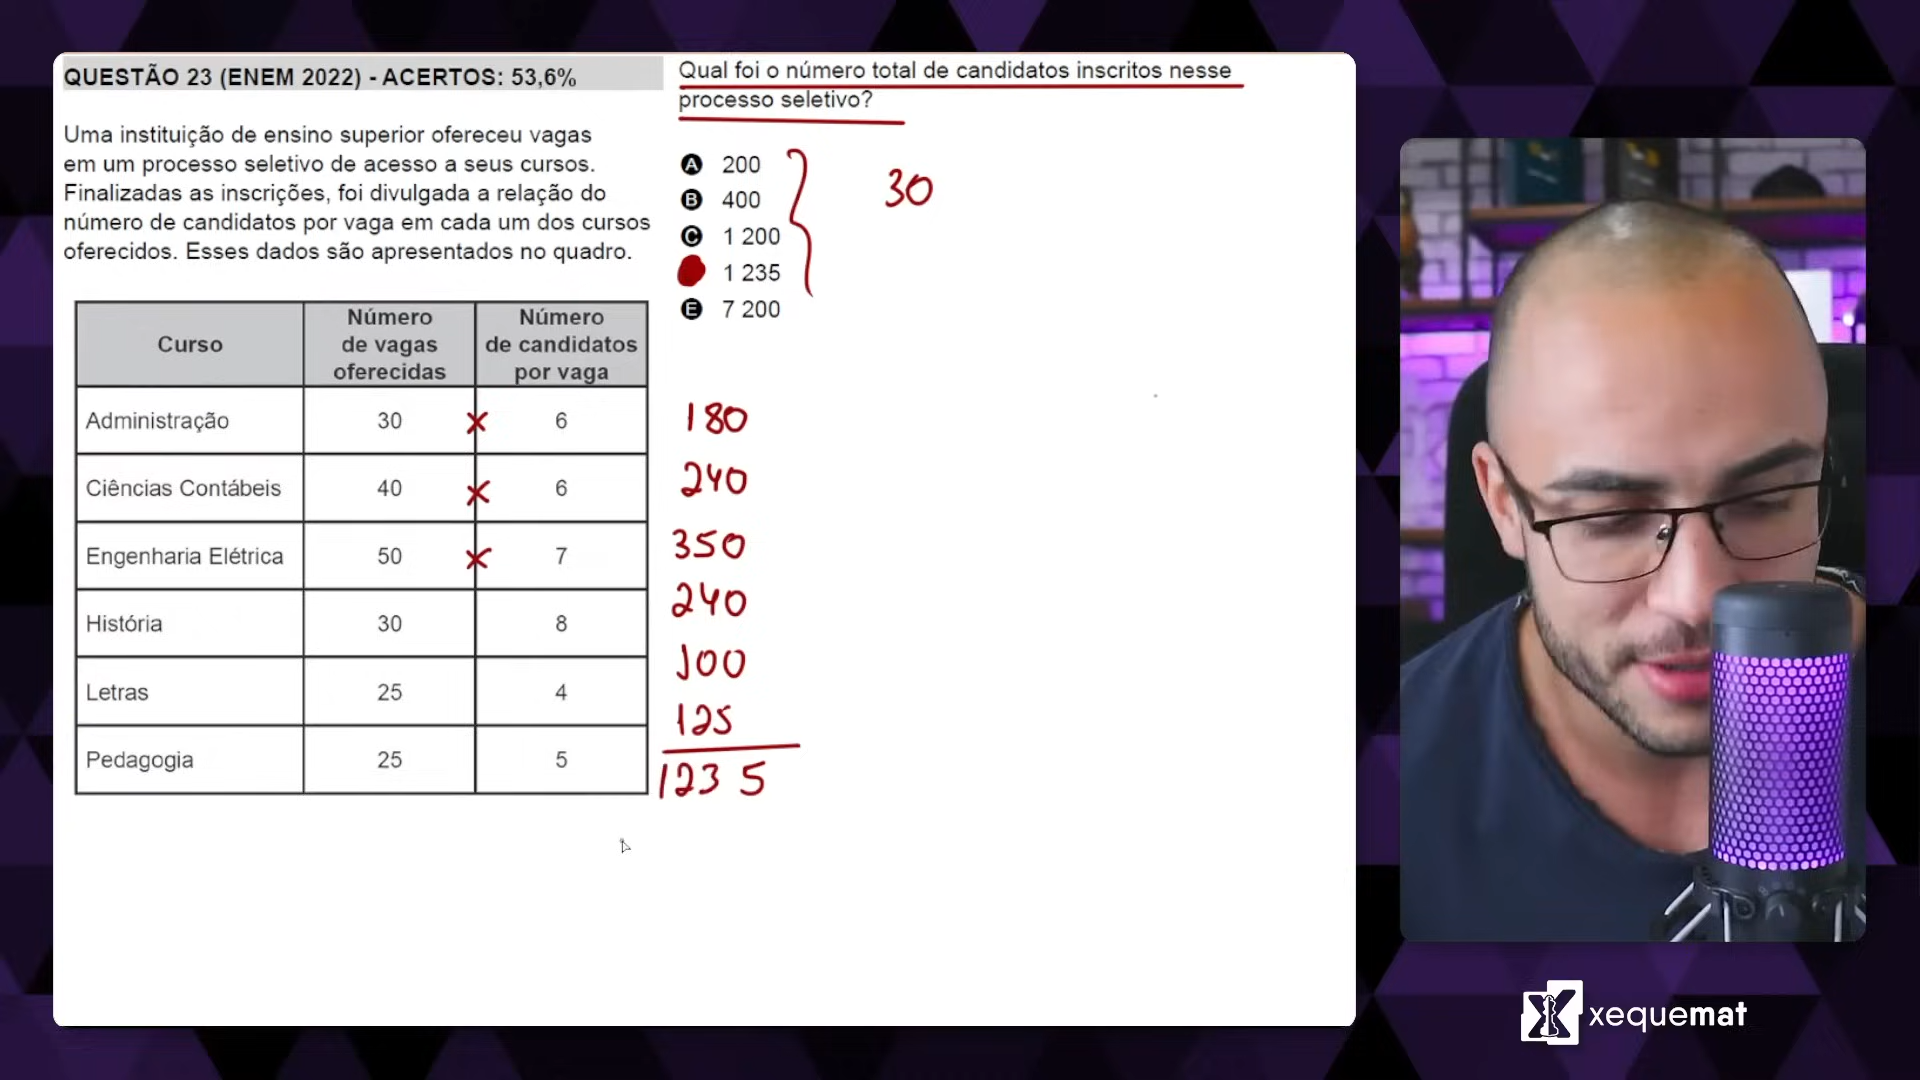 QUESTÃO 23 (ENEM 2022) - ACERTOS: 53,6%
Uma instituição de ensino superior ofereceu vagas
em um processo seletivo de acesso a seus cursos.
Finalizadas as inscrições, foi divulgada a relação do
número de candidatos por vaga em cada um dos cursos
oferecidos. Esses dados são apresentados no quadro.
Curso Número de vagas oferecidas Número de candidatos por vaga
Administração 30 x 6 180
Ciências Contábeis 40 x 6 240
Engenharia Elétrica 50 x 7 350
História 30 8 240
Letras 25 4 100
Pedagogia 25 5 125
1235
Qual foi o número total de candidatos inscritos nesse
processo seletivo?
A 200
B 400
C 1 200
1 235
E 7 200
30
xequemat